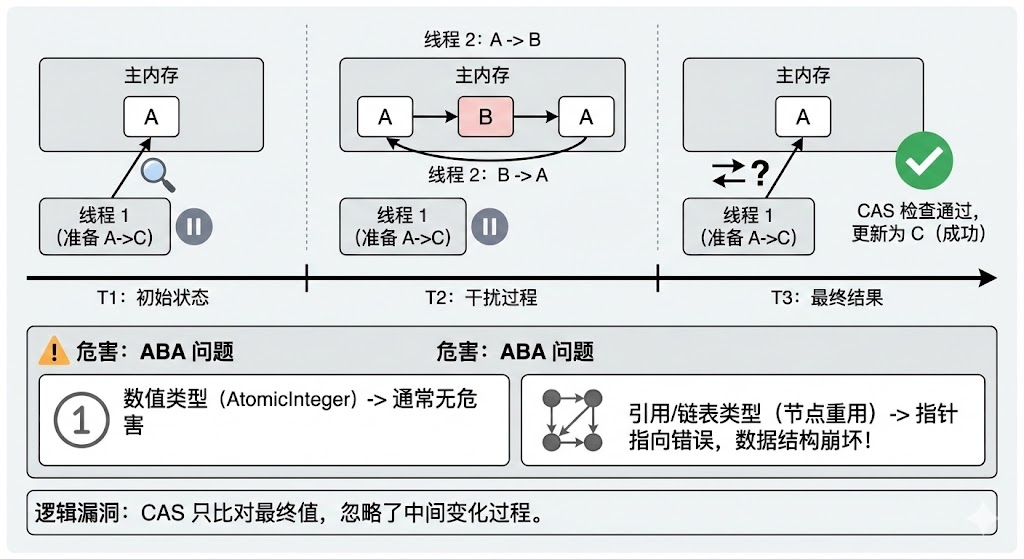 线程 2：A -> B
主内存
A
线程 1
(准备 A->C)
主内存
A
B
A
线程 2：B -> A
线程 1
(准备 A->C)
主内存
A
?
线程 1
(准备 A->C)
CAS 检查通过，
更新为 C（成功）
T1：初始状态
T2：干扰过程
T3：最终结果
危害：ABA 问题
危害：ABA 问题
1
数值类型（AtomicInteger）-> 通常无危
害
引用/链表类型（节点重用）-> 指针
指向错误，数据结构崩坏！
逻辑漏洞：CAS 只比对最终值，忽略了中间变化过程。